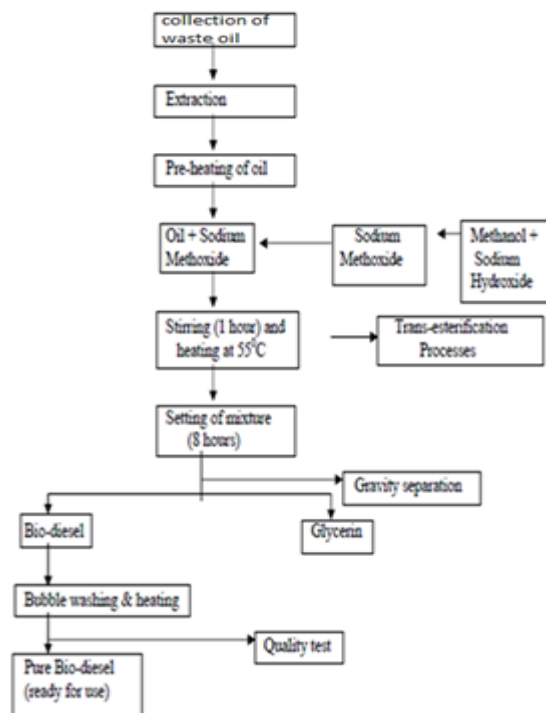 collection of
waste oil
Extraction
Pre-heating of oil
Oil + Sodium
Methoxide
Sodium
Methoxide
Methanol +
Sodium
Hydroxide
Stirring (1 hour) and
heating at 55⁰C
Trans-esterification
Processes
Setting of mixture
(8 hours)
Gravity separation
Bio-diesel
Glycerin
Bubble washing & heating
Quality test
Pure Bio-diesel
(ready for use)